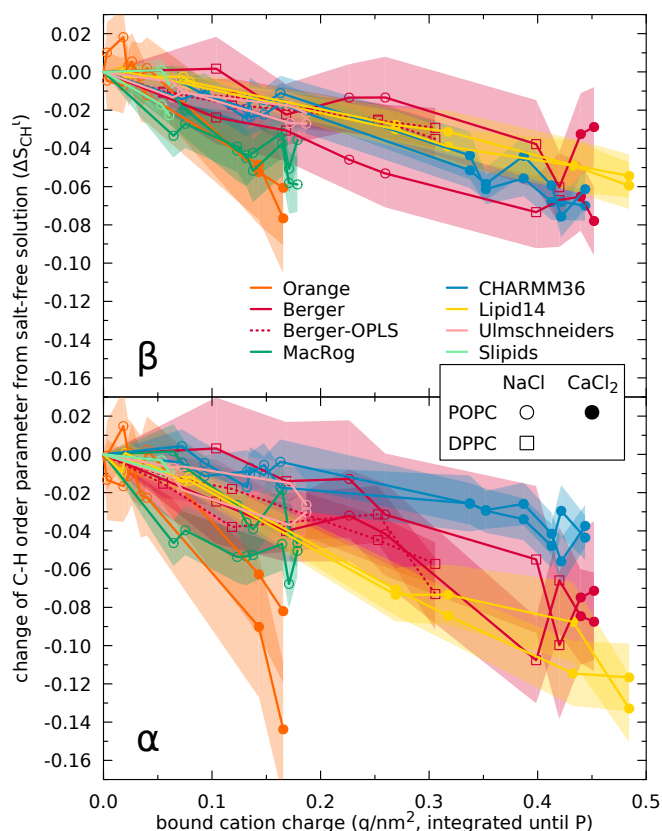 change of C-H order parameter from salt-free solution (ΔS_CH^i)
0.02
0.00
-0.02
-0.04
-0.06
-0.08
-0.10
-0.12
-0.14
-0.16
Orange
Berger
Berger-OPLS
MacRog
CHARMM36
Lipid14
Ulmschneiders
Slipids
β
NaCl CaCl₂
POPC
DPPC
0.02
0.00
-0.02
-0.04
-0.06
-0.08
-0.10
-0.12
-0.14
-0.16
α
0.0 0.1 0.2 0.3 0.4 0.5
bound cation charge (q/nm², integrated until P)